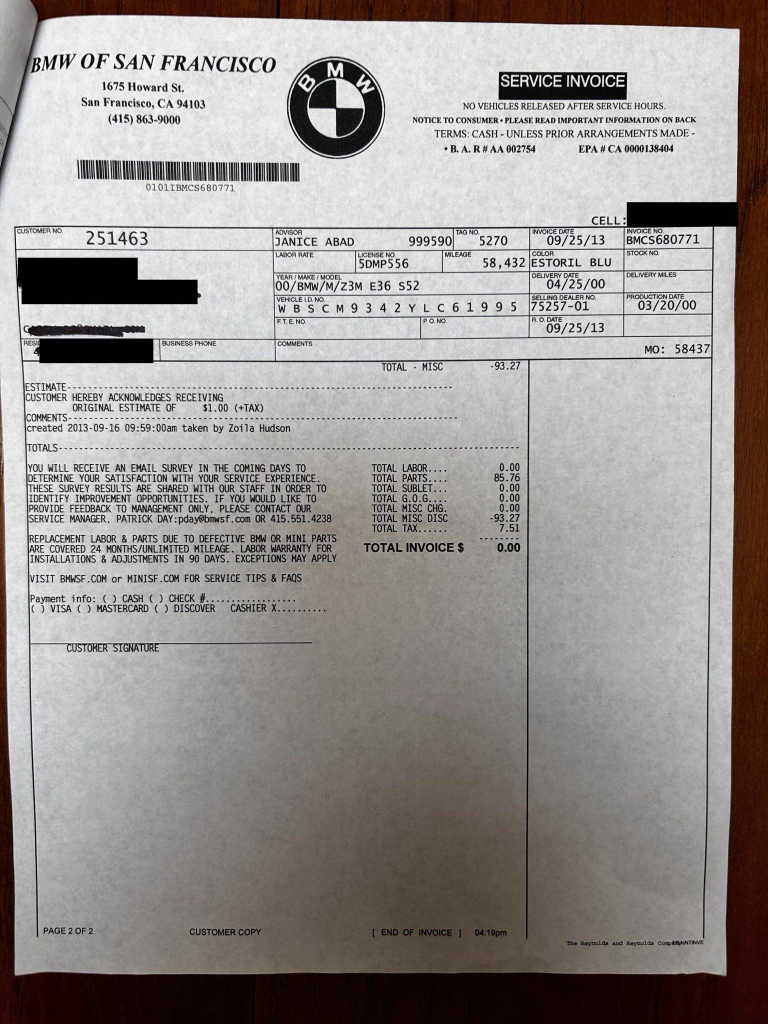 BMW OF SAN FRANCISCO
1675 Howard St.
San Francisco, CA 94103
(415) 863-9000
BMW
SERVICE INVOICE
NO VEHICLES RELEASED AFTER SERVICE HOURS.
NOTICE TO CONSUMER • PLEASE READ IMPORTANT INFORMATION ON BACK
TERMS: CASH - UNLESS PRIOR ARRANGEMENTS MADE -
• B. A. R # AA 002754 EPA # CA 0000138404
0101IBMCS680771
CELL:
CUSTOMER NO. 251463
ADVISOR JANICE ABAD 999590
TAG NO. 5270
INVOICE DATE 09/25/13
INVOICE NO. BMCS680771
LABOR RATE
LICENSE NO. 5DMP556
MILEAGE 58,432
COLOR ESTORIL BLU
STOCK NO.
YEAR / MAKE / MODEL 00/BMW/M/Z3M E36 S52
DELIVERY DATE 04/25/00
DELIVERY MILES
VEHICLE I.D. NO. W B S C M 9 3 4 2 Y L C 6 1 9 9 5
SELLING DEALER NO. 75257-01
PRODUCTION DATE 03/20/00
F. T. E. NO.
P. O. NO.
R. O. DATE 09/25/13
BUSINESS PHONE
COMMENTS
MO: 58437
TOTAL - MISC -93.27
ESTIMATE
CUSTOMER HEREBY ACKNOWLEDGES RECEIVING
ORIGINAL ESTIMATE OF $1.00 (+TAX)
COMMENTS
created 2013-09-16 09:59:00am taken by Zoila Hudson
TOTALS
YOU WILL RECEIVE AN EMAIL SURVEY IN THE COMING DAYS TO
DETERMINE YOUR SATISFACTION WITH YOUR SERVICE EXPERIENCE.
THESE SURVEY RESULTS ARE SHARED WITH OUR STAFF IN ORDER TO
IDENTIFY IMPROVEMENT OPPORTUNITIES. IF YOU WOULD LIKE TO
PROVIDE FEEDBACK TO MANAGEMENT ONLY, PLEASE CONTACT OUR
SERVICE MANAGER, PATRICK DAY:pday@bmwsf.com OR 415.551.4238
REPLACEMENT LABOR & PARTS DUE TO DEFECTIVE BMW OR MINI PARTS
ARE COVERED 24 MONTHS/UNLIMITED MILEAGE. LABOR WARRANTY FOR
INSTALLATIONS & ADJUSTMENTS IN 90 DAYS. EXCEPTIONS MAY APPLY
VISIT BMWSF.COM or MINISF.COM FOR SERVICE TIPS & FAQS
TOTAL LABOR.... 0.00
TOTAL PARTS.... 85.76
TOTAL SUBLET... 0.00
TOTAL G.O.G.... 0.00
TOTAL MISC CHG. 0.00
TOTAL MISC DISC -93.27
TOTAL TAX...... 7.51
TOTAL INVOICE $ 0.00
Payment info: ( ) CASH ( ) CHECK #..................
( ) VISA ( ) MASTERCARD ( ) DISCOVER CASHIER X..........
CUSTOMER SIGNATURE
PAGE 2 OF 2 CUSTOMER COPY [ END OF INVOICE ] 04:19pm
The Reynolds and Reynolds